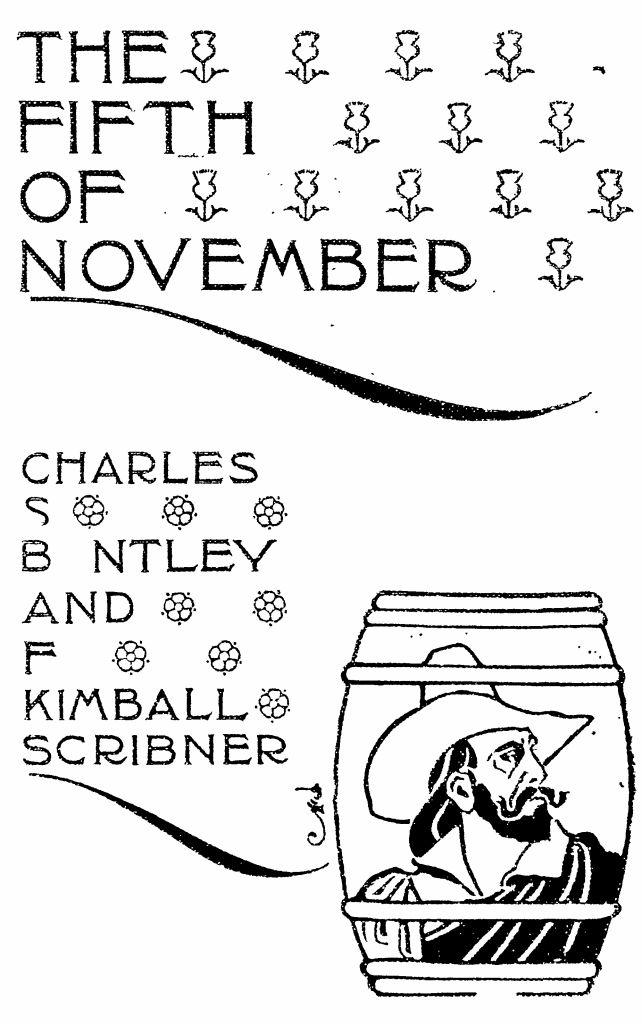 THE
FIFTH
OF
NOVEMBER
CHARLES
S
B NTLEY
AND
F
KIMBALL
SCRIBNER